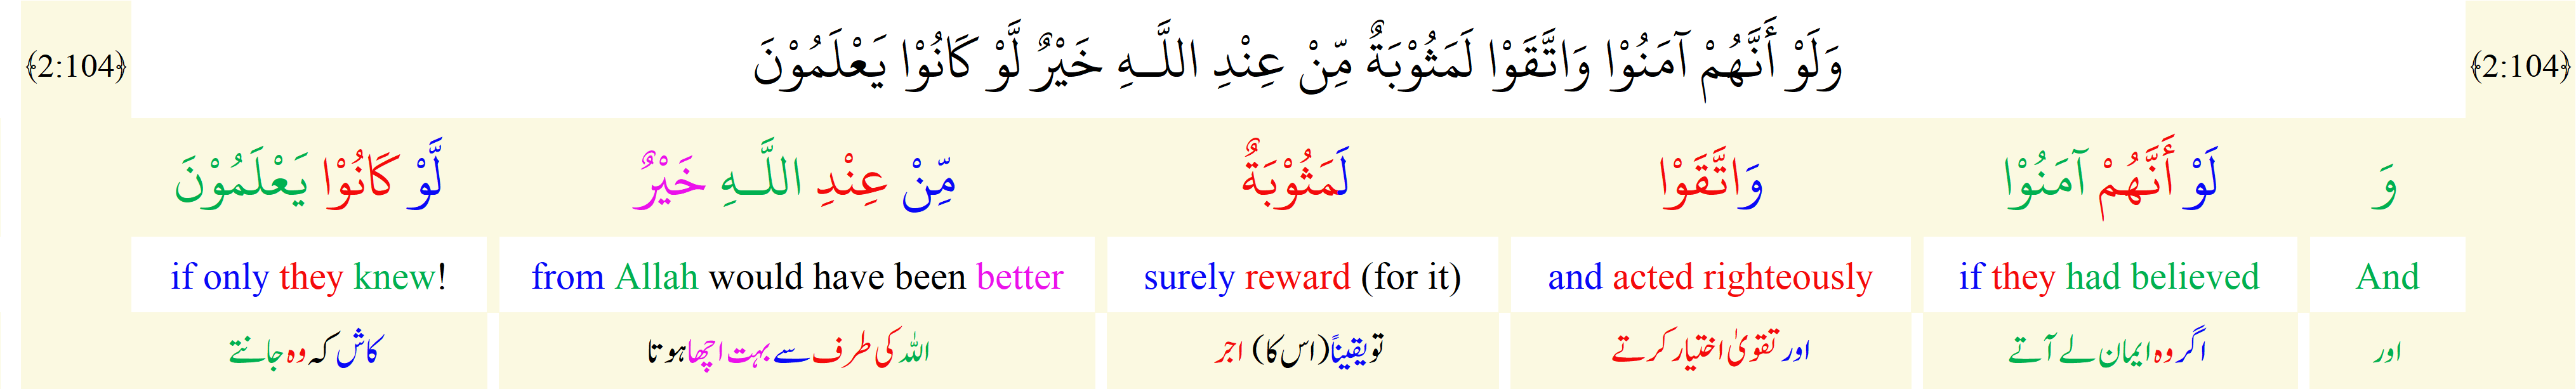 ﴿2:104﴾ وَلَوْ أَنَّهُمْ آمَنُوْا وَاتَّقَوْا لَمَثُوْبَةٌ مِّنْ عِنْدِ اللَّـهِ خَيْرٌ لَّوْ كَانُوْا يَعْلَمُوْنَ ﴿2:104﴾
وَ لَوْ أَنَّهُمْ آمَنُوْا وَاتَّقَوْا لَمَثُوْبَةٌ مِّنْ عِنْدِ اللَّـهِ خَيْرٌ لَّوْ كَانُوْا يَعْلَمُوْنَ
And if they had believed and acted righteously surely reward (for it) from Allah would have been better if only they knew!
اور اگر وہ ایمان لے آتے اور تقویٰ اختیار کرتے تو یقیناً (اس کا) اجر اللہ کی طرف سے بہت اچھا ہوتا کاش کہ وہ جانتے